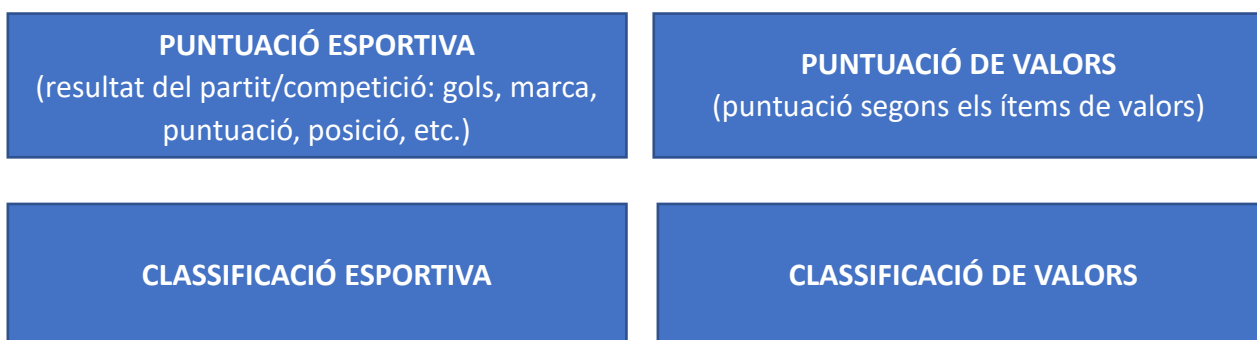 PUNTUACIÓ ESPORTIVA
(resultat del partit/competició: gols, marca,
puntuació, posició, etc.)
PUNTUACIÓ DE VALORS
(puntuació segons els ítems de valors)
CLASSIFICACIÓ ESPORTIVA
CLASSIFICACIÓ DE VALORS